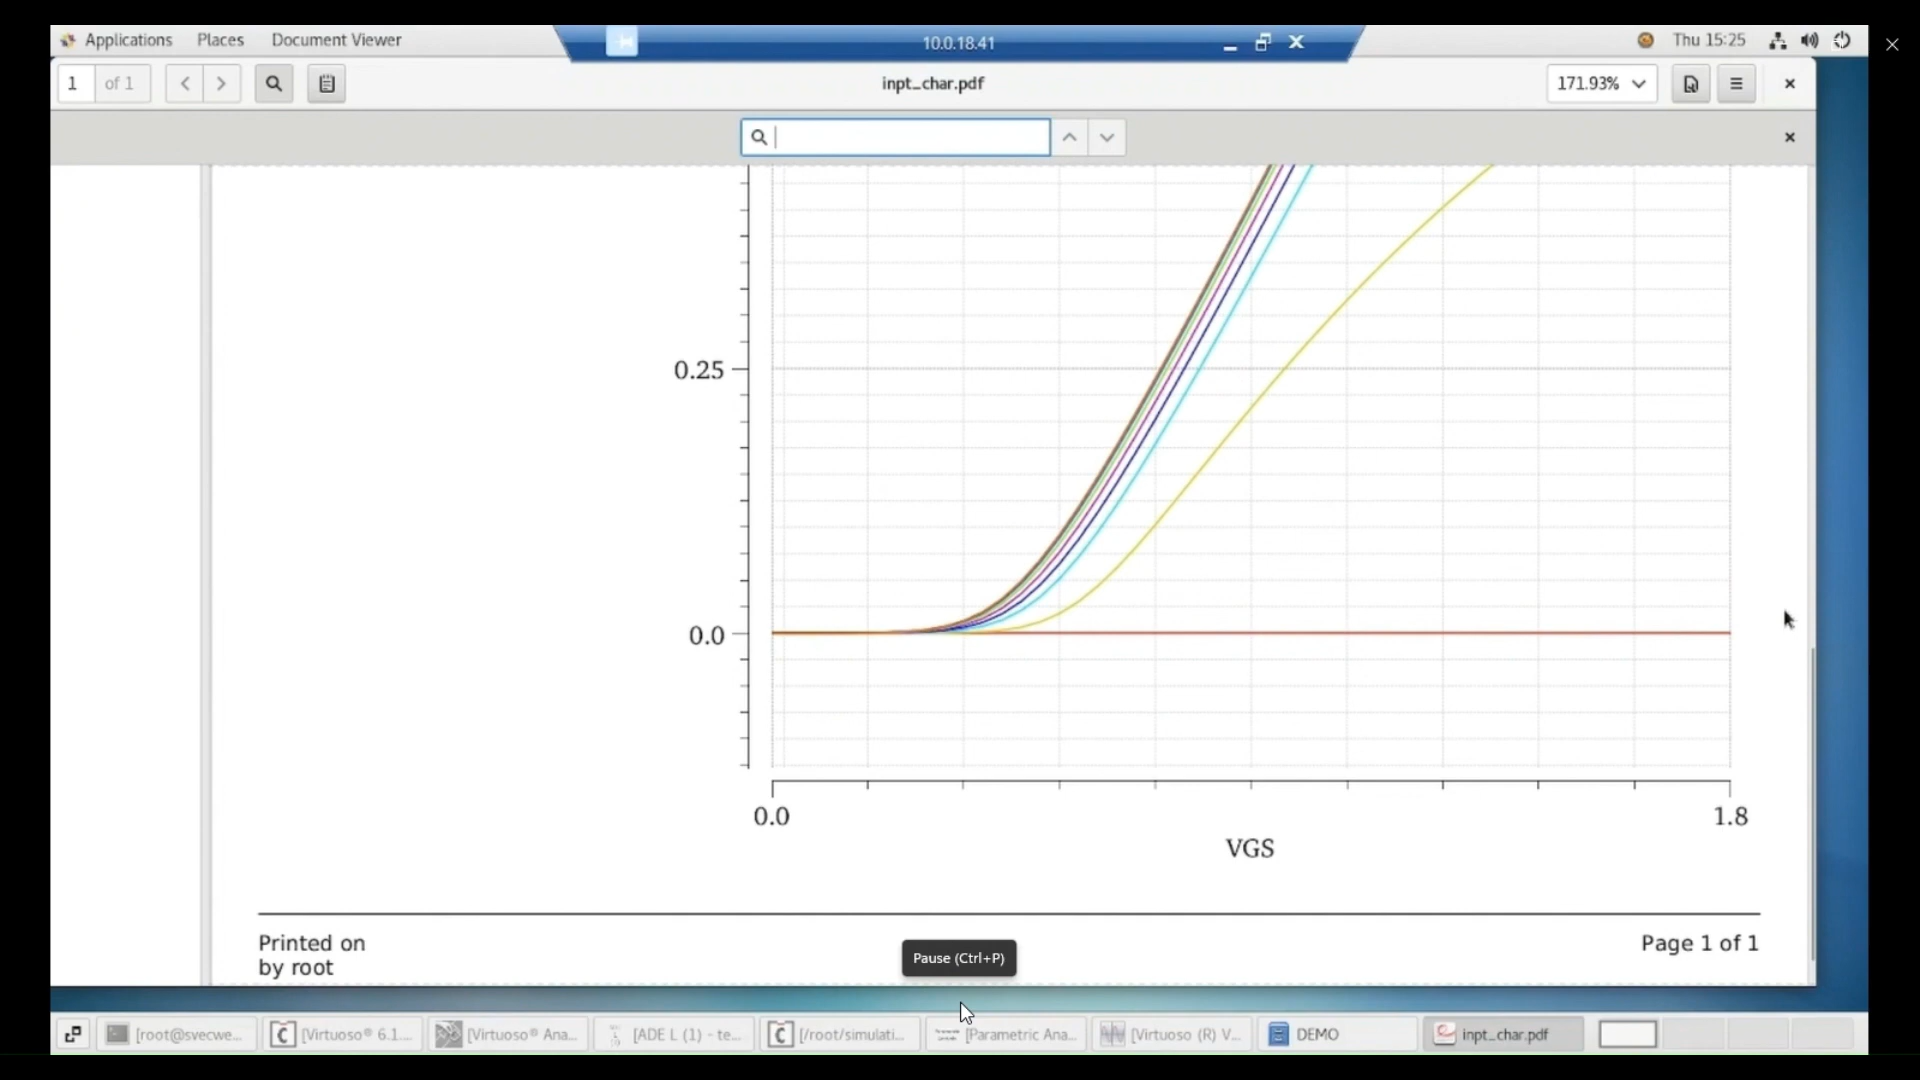 Applications Places Document Viewer
10.0.18.41
Thu 15:25
1 of 1
inpt_char.pdf
171.93%
0.25
0.0
0.0
1.8
VGS
Printed on
by root
Page 1 of 1
Pause (Ctrl+P)
[root@svecwe...
[Virtuoso® 6.1....
[Virtuoso® Ana...
[ADE L (1) - te...
[/root/simulati...
[Parametric Ana...
[Virtuoso (R) V...
DEMO
inpt_char.pdf